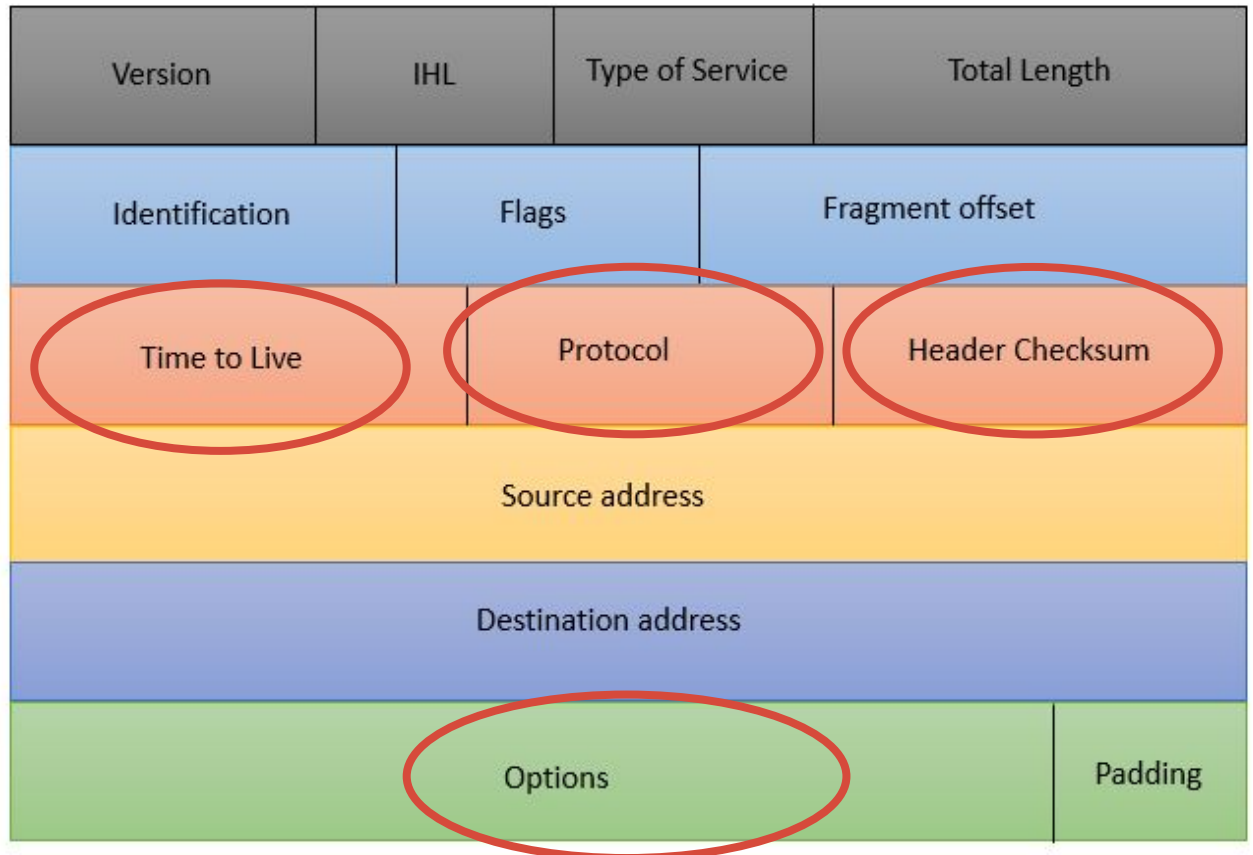 Version IHL Type of Service Total Length
Identification Flags Fragment offset
Time to Live Protocol Header Checksum
Source address
Destination address
Options Padding